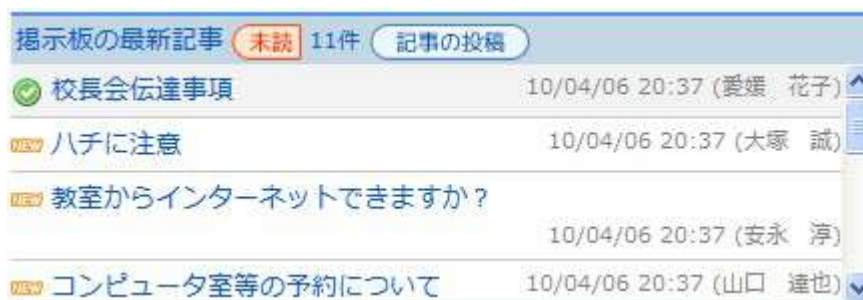 掲示板の最新記事 未読 11件 記事の投稿
校長会伝達事項 10/04/06 20:37 (愛媛 花子)
NEW ハチに注意 10/04/06 20:37 (大塚 誠)
NEW 教室からインターネットできますか?
10/04/06 20:37 (安永 淳)
NEW コンピュータ室等の予約について 10/04/06 20:37 (山口 達也)